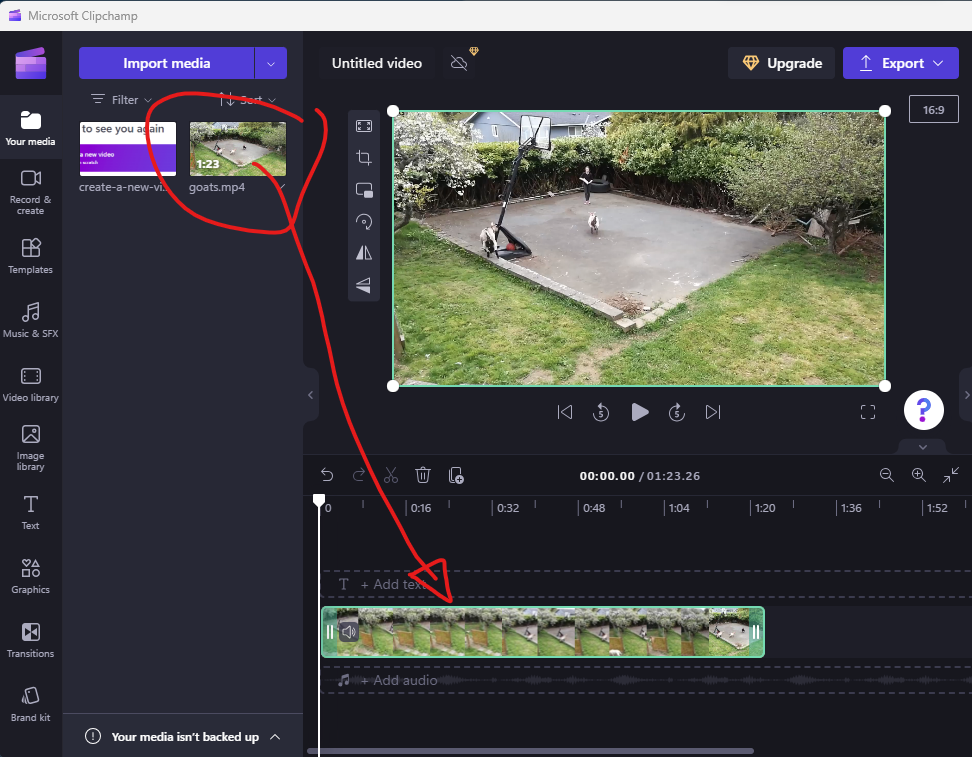 Microsoft Clipchamp
Import media
Untitled video
Upgrade
Export
Filter
Sort
16:9
Your media
to see you again
a new video
1:23
create-a-new-vi...
goats.mp4
Record &
create
Templates
Music & SFX
Video library
Image
library
Text
Graphics
Transitions
Brand kit
5
5
?
00:00.00 / 01:23.26
0
0:16
0:32
0:48
1:04
1:20
1:36
1:52
T + Add text
+ Add audio
Your media isn't backed up